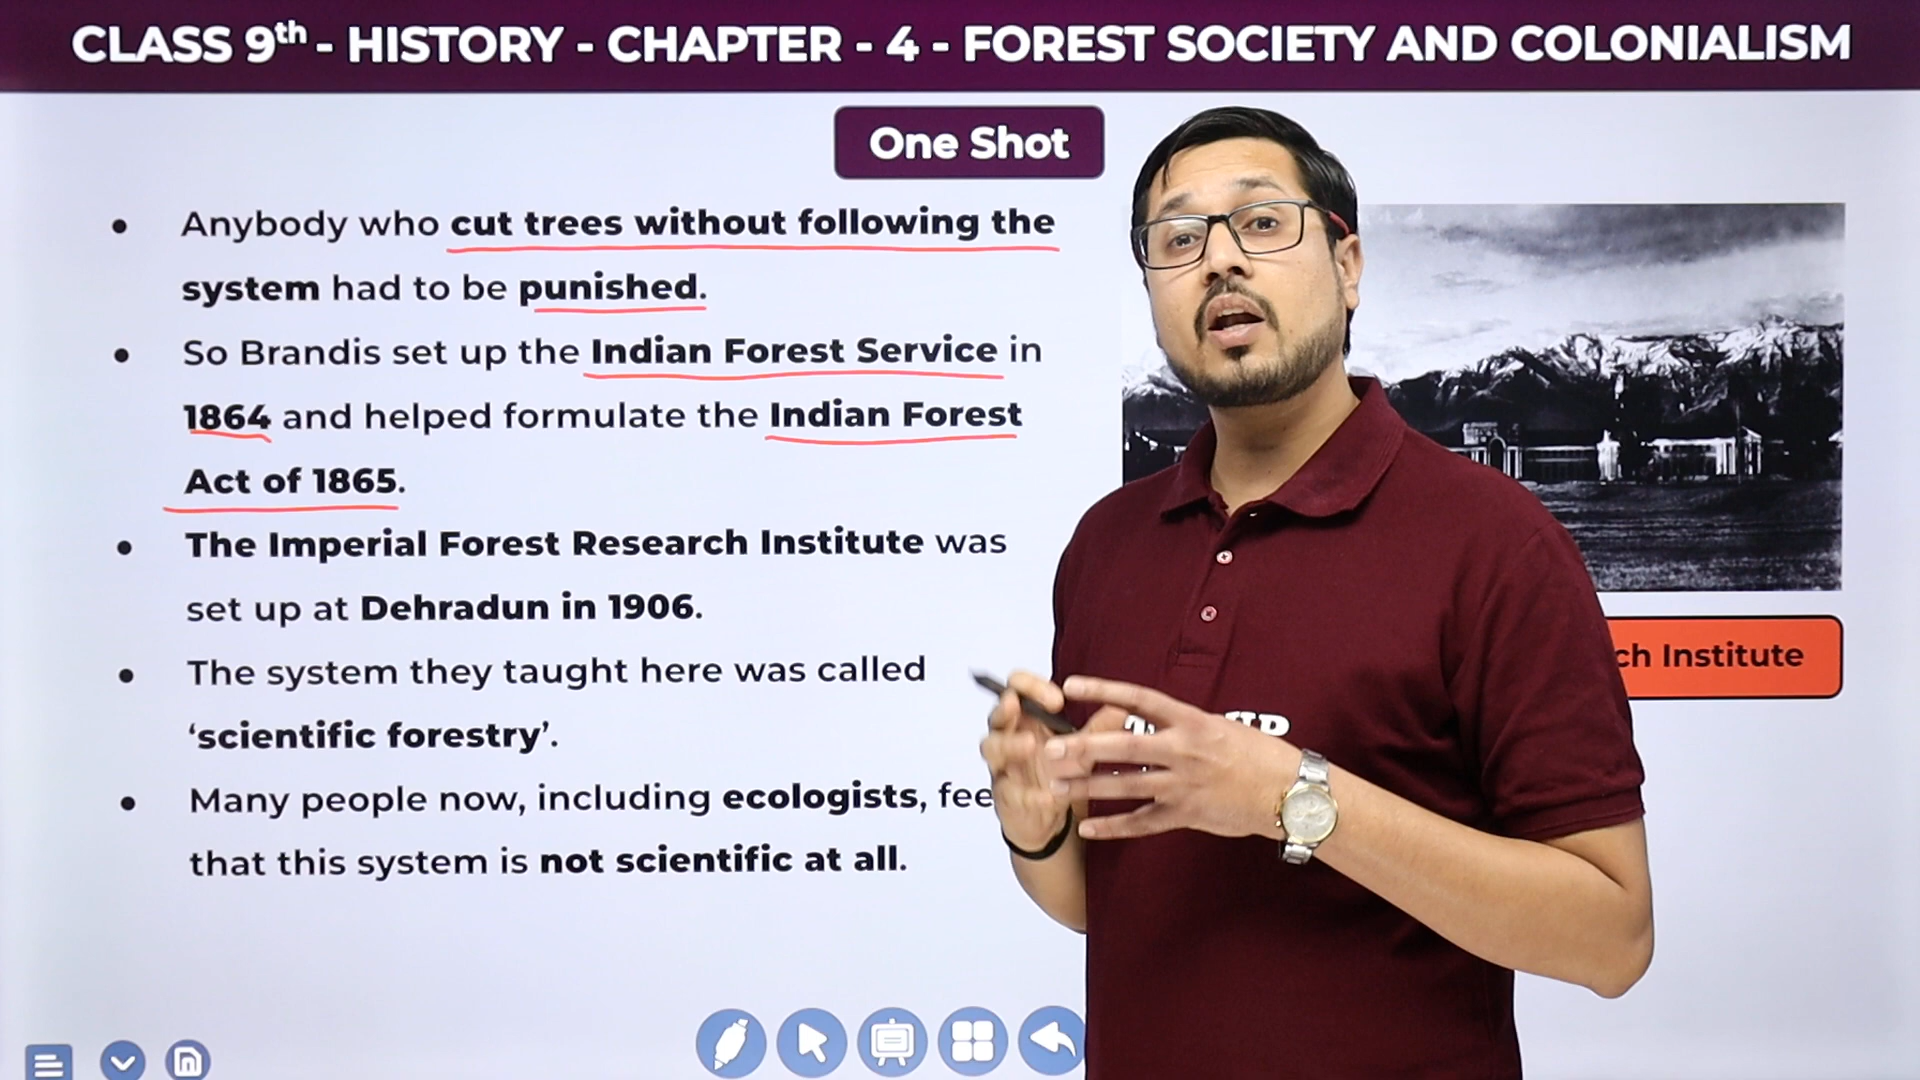 CLASS 9th - HISTORY - CHAPTER - 4 - FOREST SOCIETY AND COLONIALISM
One Shot
• Anybody who cut trees without following the
system had to be punished.
• So Brandis set up the Indian Forest Service in
1864 and helped formulate the Indian Forest
Act of 1865.
• The Imperial Forest Research Institute was
set up at Dehradun in 1906.
• The system they taught here was called
‘scientific forestry’.
• Many people now, including ecologists,
that this system is not scientific at all.
Institute